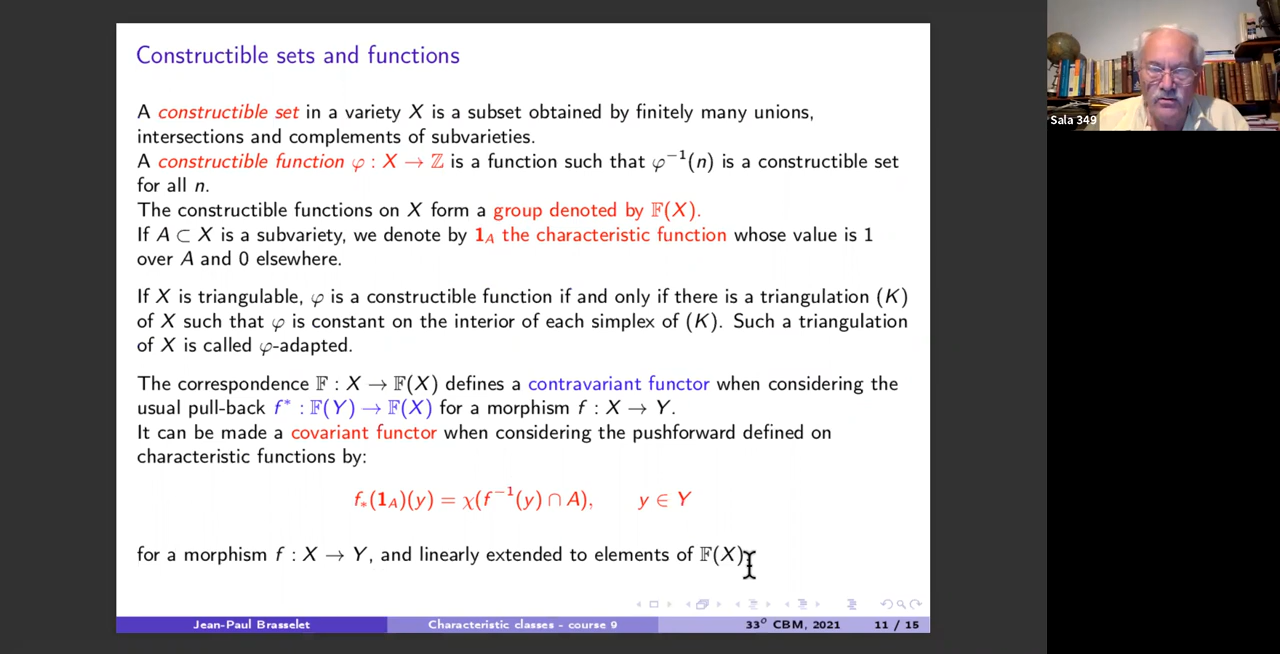 Constructible sets and functions
A constructible set in a variety X is a subset obtained by finitely many unions,
intersections and complements of subvarieties.
A constructible function φ : X → ℤ is a function such that φ⁻¹(n) is a constructible set
for all n.
The constructible functions on X form a group denoted by 𝔽(X).
If A ⊂ X is a subvariety, we denote by 𝟏_A the characteristic function whose value is 1
over A and 0 elsewhere.
If X is triangulable, φ is a constructible function if and only if there is a triangulation (K)
of X such that φ is constant on the interior of each simplex of (K). Such a triangulation
of X is called φ-adapted.
The correspondence 𝔽 : X → 𝔽(X) defines a contravariant functor when considering the
usual pull-back f* : 𝔽(Y) → 𝔽(X) for a morphism f : X → Y.
It can be made a covariant functor when considering the pushforward defined on
characteristic functions by:
f_*(𝟏_A)(y) = χ(f⁻¹(y) ∩ A), y ∈ Y
for a morphism f : X → Y, and linearly extended to elements of 𝔽(X)
Jean-Paul Brasselet Characteristic classes - course 9 33° CBM, 2021 11 / 15
Sala 349